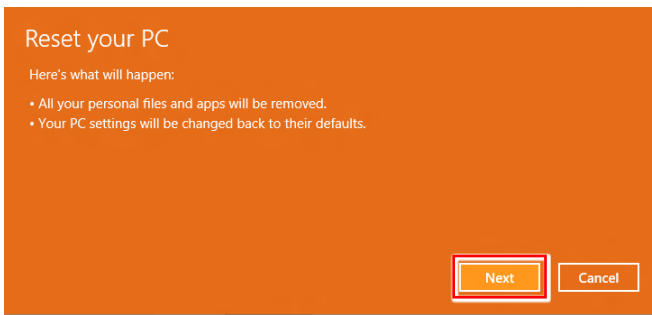 Reset your PC
Here's what will happen:
• All your personal files and apps will be removed.
• Your PC settings will be changed back to their defaults.
Next Cancel